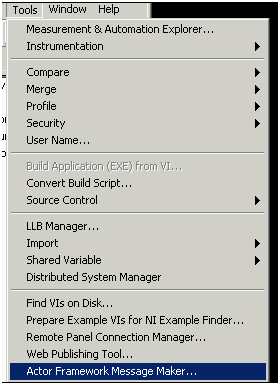 Tools Window Help
Measurement & Automation Explorer...
Instrumentation
Compare
Merge
Profile
Security
User Name...
Build Application (EXE) from VI...
Convert Build Script...
Source Control
LLB Manager...
Import
Shared Variable
Distributed System Manager
Find VIs on Disk...
Prepare Example VIs for NI Example Finder...
Remote Panel Connection Manager...
Web Publishing Tool...
Actor Framework Message Maker...